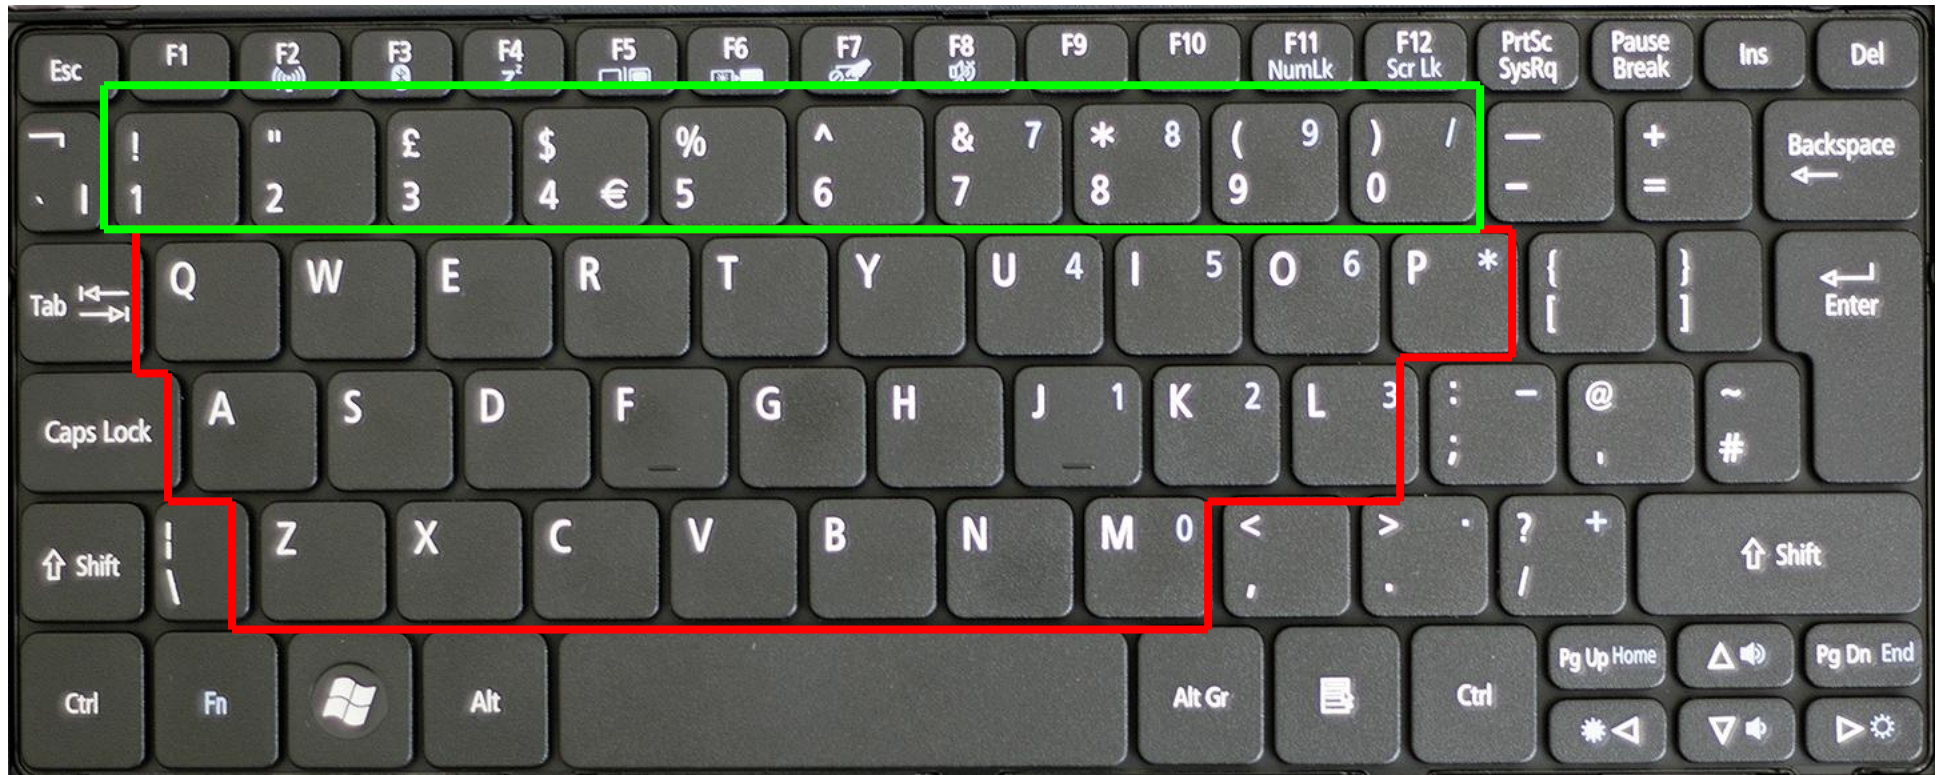 Esc F1 F2 F3 F4 F5 F6 F7 F8 F9 F10 F11 F12 PrtSc Pause Ins Del
Zz NumLk Scr Lk SysRq Break
¬ ! " £ $ % ^ & 7 * 8 ( 9 ) / — + Backspace
` | 1 2 3 4 € 5 6 7 8 9 0 - =
Tab Q W E R T Y U 4 I 5 O 6 P * { } Enter
[ ]
Caps Lock A S D F G H J 1 K 2 L 3 : − @ ~
; ' #
Shift ¦ Z X C V B N M 0 < > . ? + Shift
\ , . /
Ctrl Fn Alt Alt Gr Ctrl Pg Up Home Pg Dn End